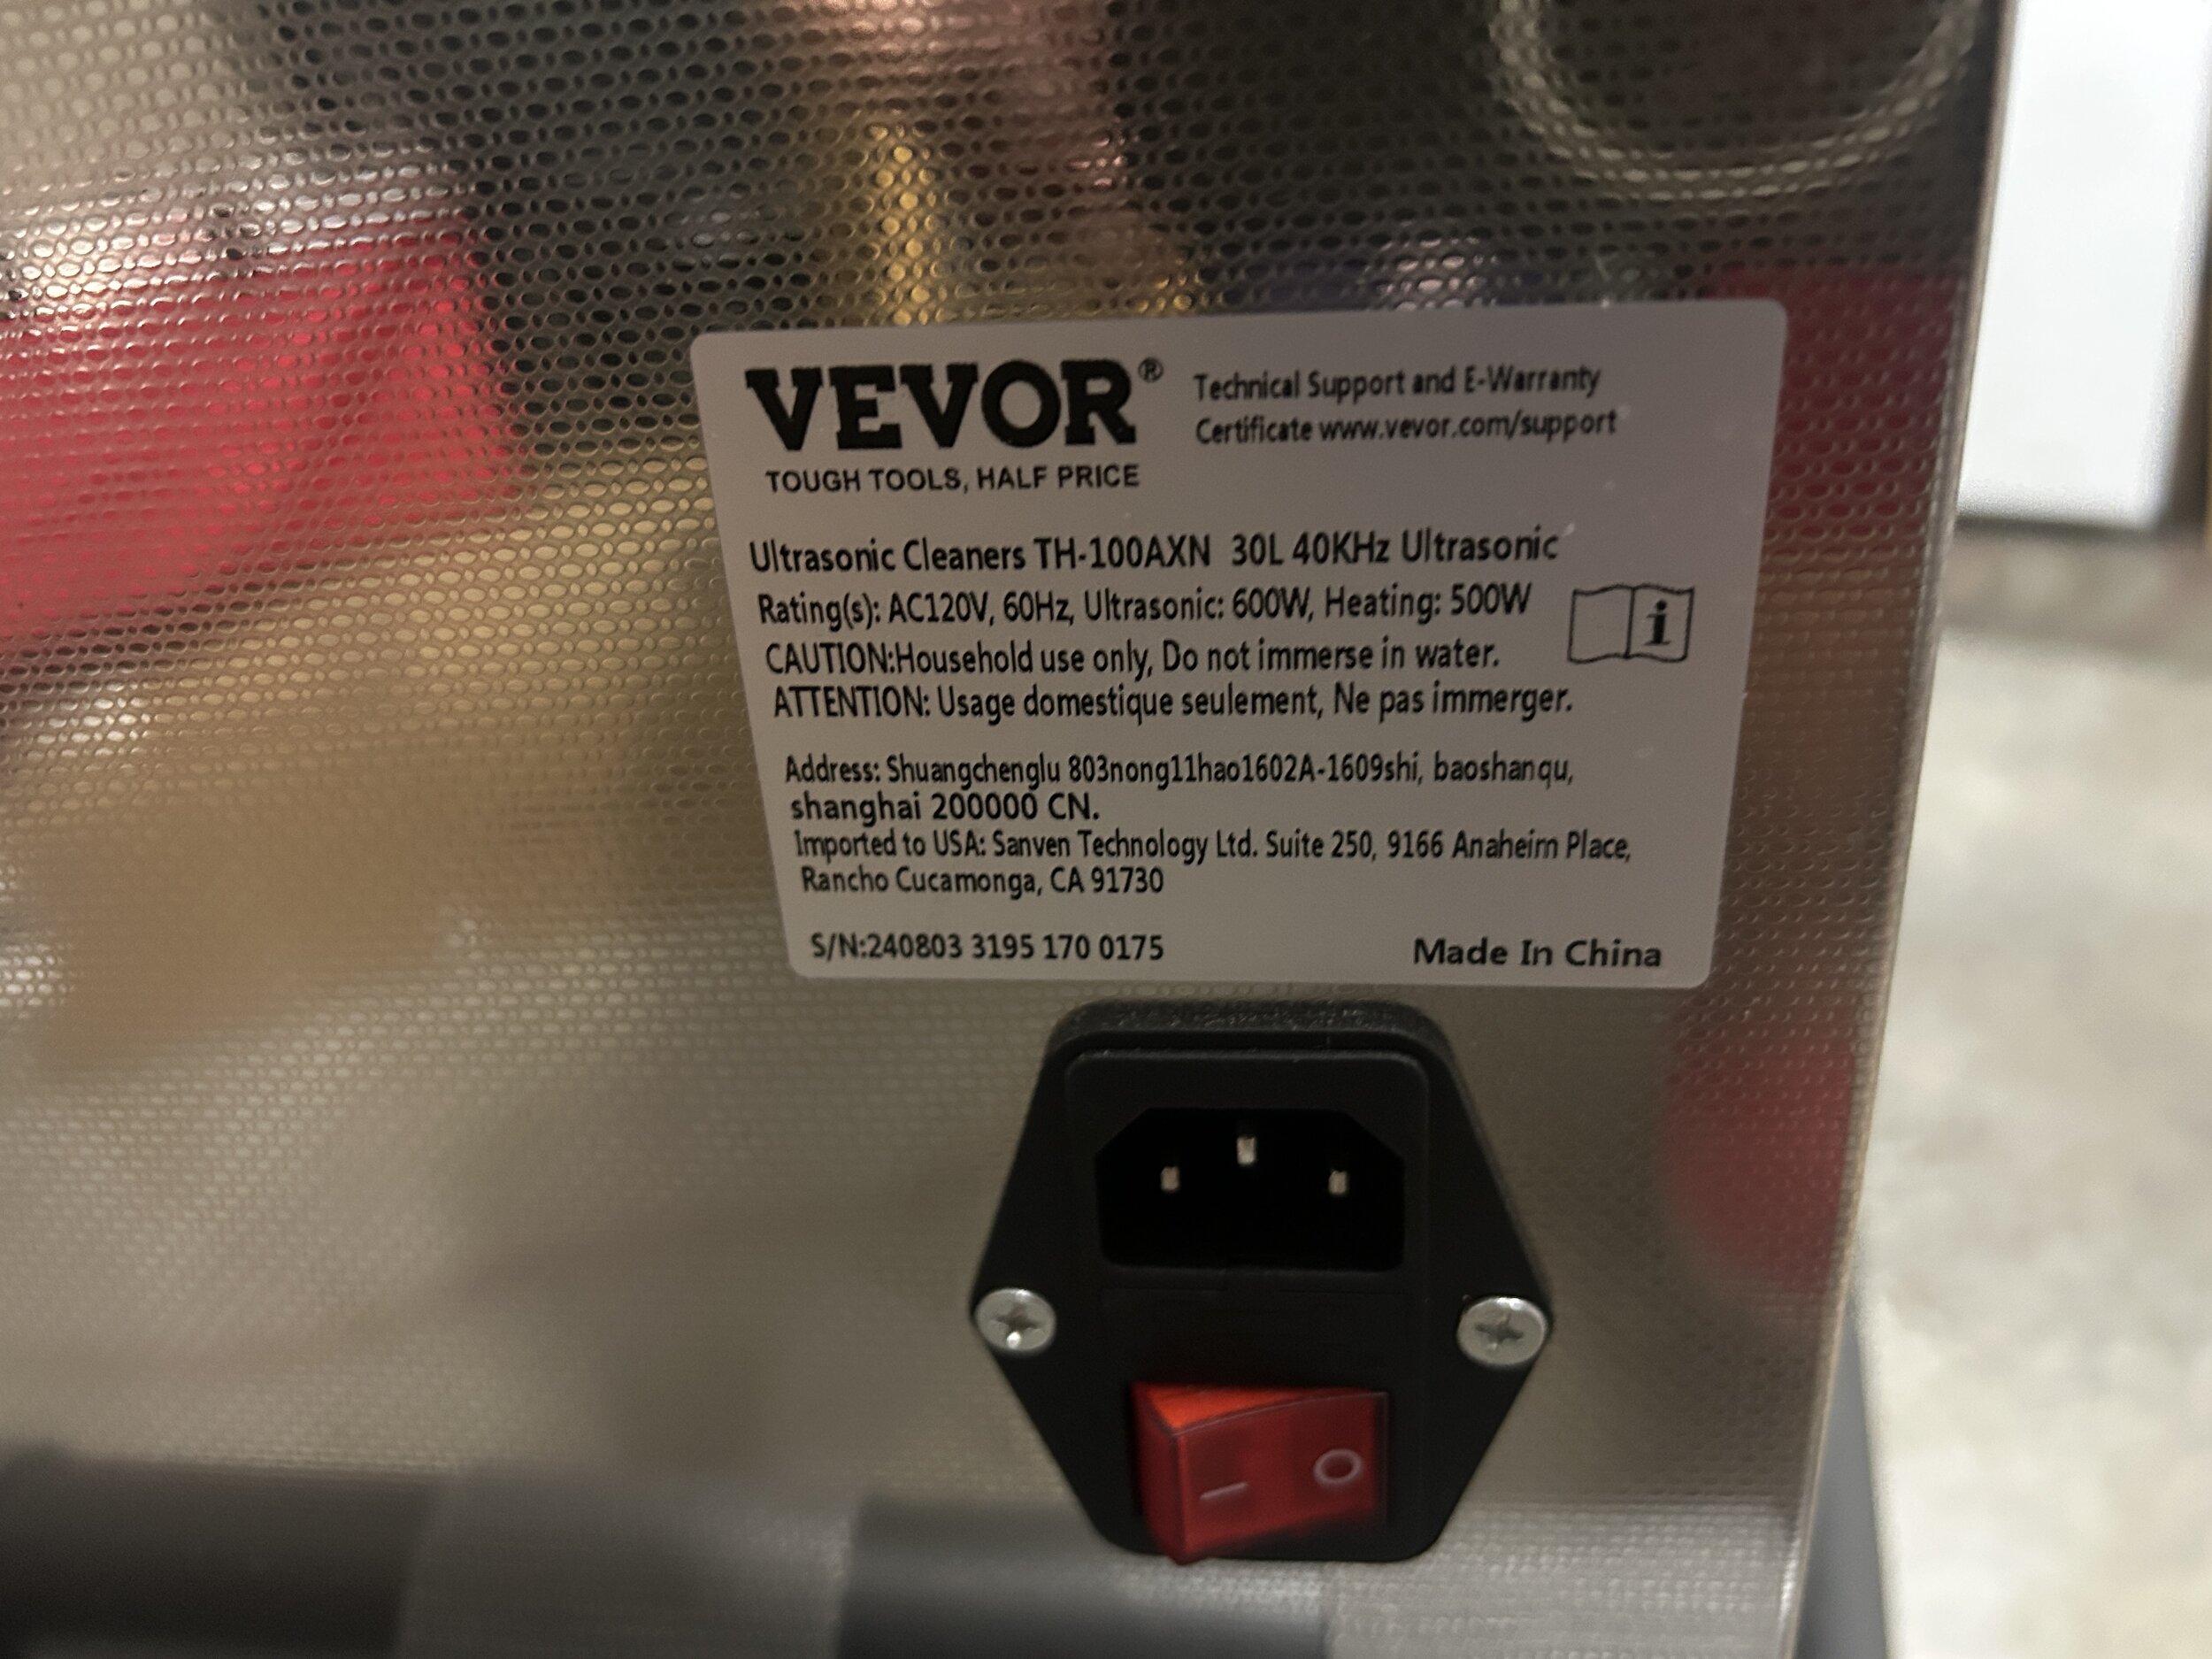 VEVOR®
TOUGH TOOLS, HALF PRICE
Technical Support and E-Warranty
Certificate www.vevor.com/support
Ultrasonic Cleaners TH-100AXN 30L 40KHz Ultrasonic
Rating(s): AC120V, 60Hz, Ultrasonic: 600W, Heating: 500W
i
CAUTION:Household use only, Do not immerse in water.
ATTENTION: Usage domestique seulement, Ne pas immerger.
Address: Shuangchenglu 803nong11hao1602A-1609shi, baoshanqu,
shanghai 200000 CN.
Imported to USA: Sanven Technology Ltd. Suite 250, 9166 Anaheim Place,
Rancho Cucamonga, CA 91730
S/N:240803 3195 170 0175
Made In China